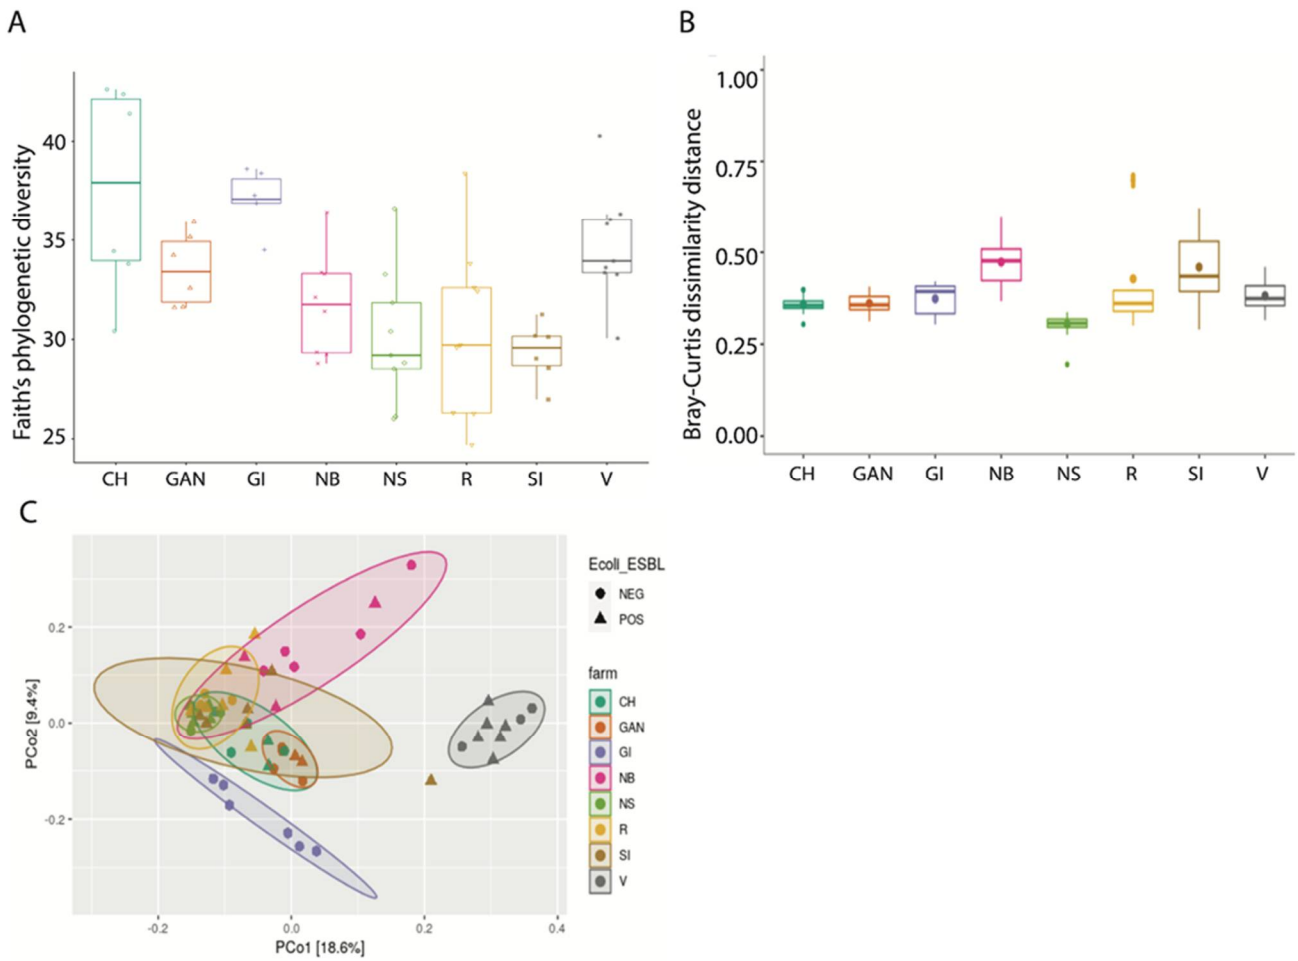 A
Faith's phylogenetic diversity
40
35
30
25
CH GAN GI NB NS R SI V
B
Bray-Curtis dissimilarity distance
1.00
0.75
0.50
0.25
0.00
CH GAN GI NB NS R SI V
C
PCo2 [9.4%]
0.2
0.0
-0.2
-0.2 0.0 0.2 0.4
PCo1 [18.6%]
Ecoli_ESBL
NEG
POS
farm
CH
GAN
GI
NB
NS
R
SI
V